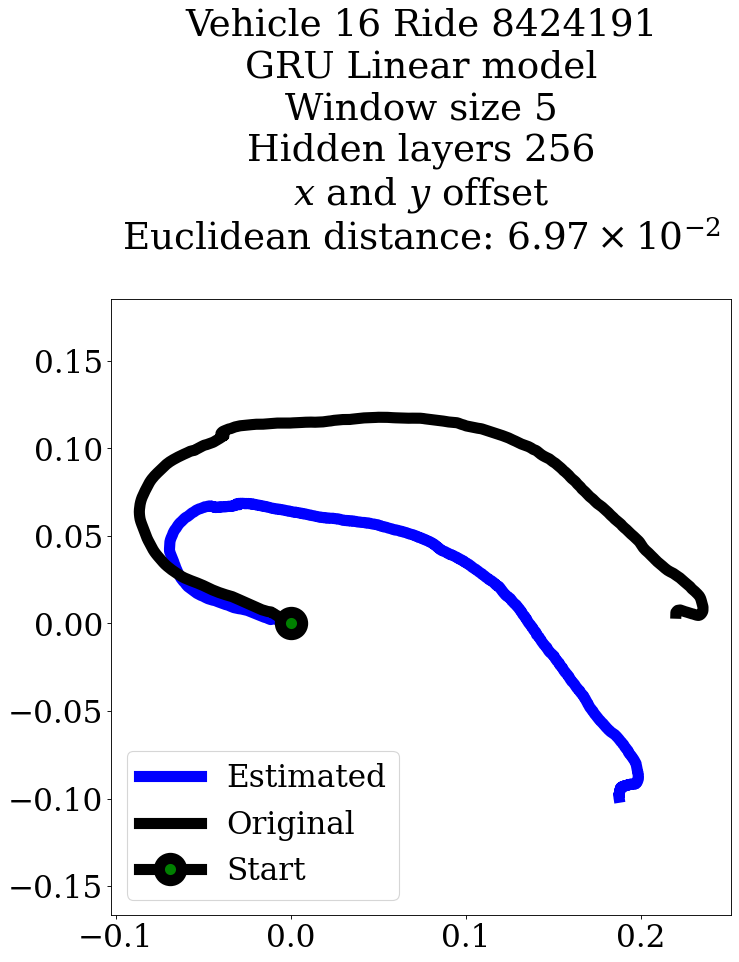 Vehicle 16 Ride 8424191
GRU Linear model
Window size 5
Hidden layers 256
x and y offset
Euclidean distance: 6.97 × 10⁻²
0.15
0.10
0.05
0.00
−0.05
−0.10
−0.15
Estimated
Original
Start
−0.1
0.0
0.1
0.2